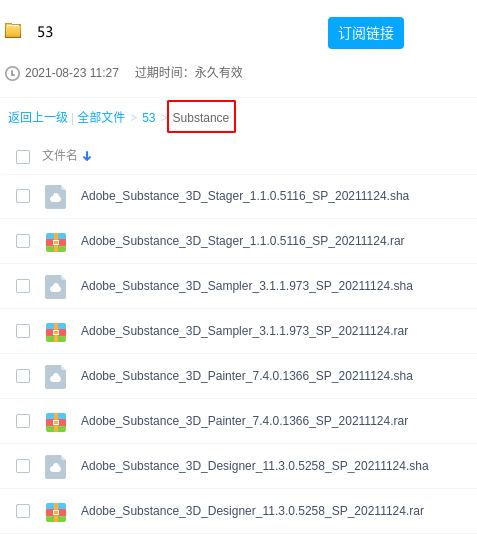 53
订阅链接
2021-08-23 11:27 过期时间：永久有效
返回上一级 | 全部文件 > 53 > Substance
文件名
Adobe_Substance_3D_Stager_1.1.0.5116_SP_20211124.sha
Adobe_Substance_3D_Stager_1.1.0.5116_SP_20211124.rar
Adobe_Substance_3D_Sampler_3.1.1.973_SP_20211124.sha
Adobe_Substance_3D_Sampler_3.1.1.973_SP_20211124.rar
Adobe_Substance_3D_Painter_7.4.0.1366_SP_20211124.sha
Adobe_Substance_3D_Painter_7.4.0.1366_SP_20211124.rar
Adobe_Substance_3D_Designer_11.3.0.5258_SP_20211124.sha
Adobe_Substance_3D_Designer_11.3.0.5258_SP_20211124.rar